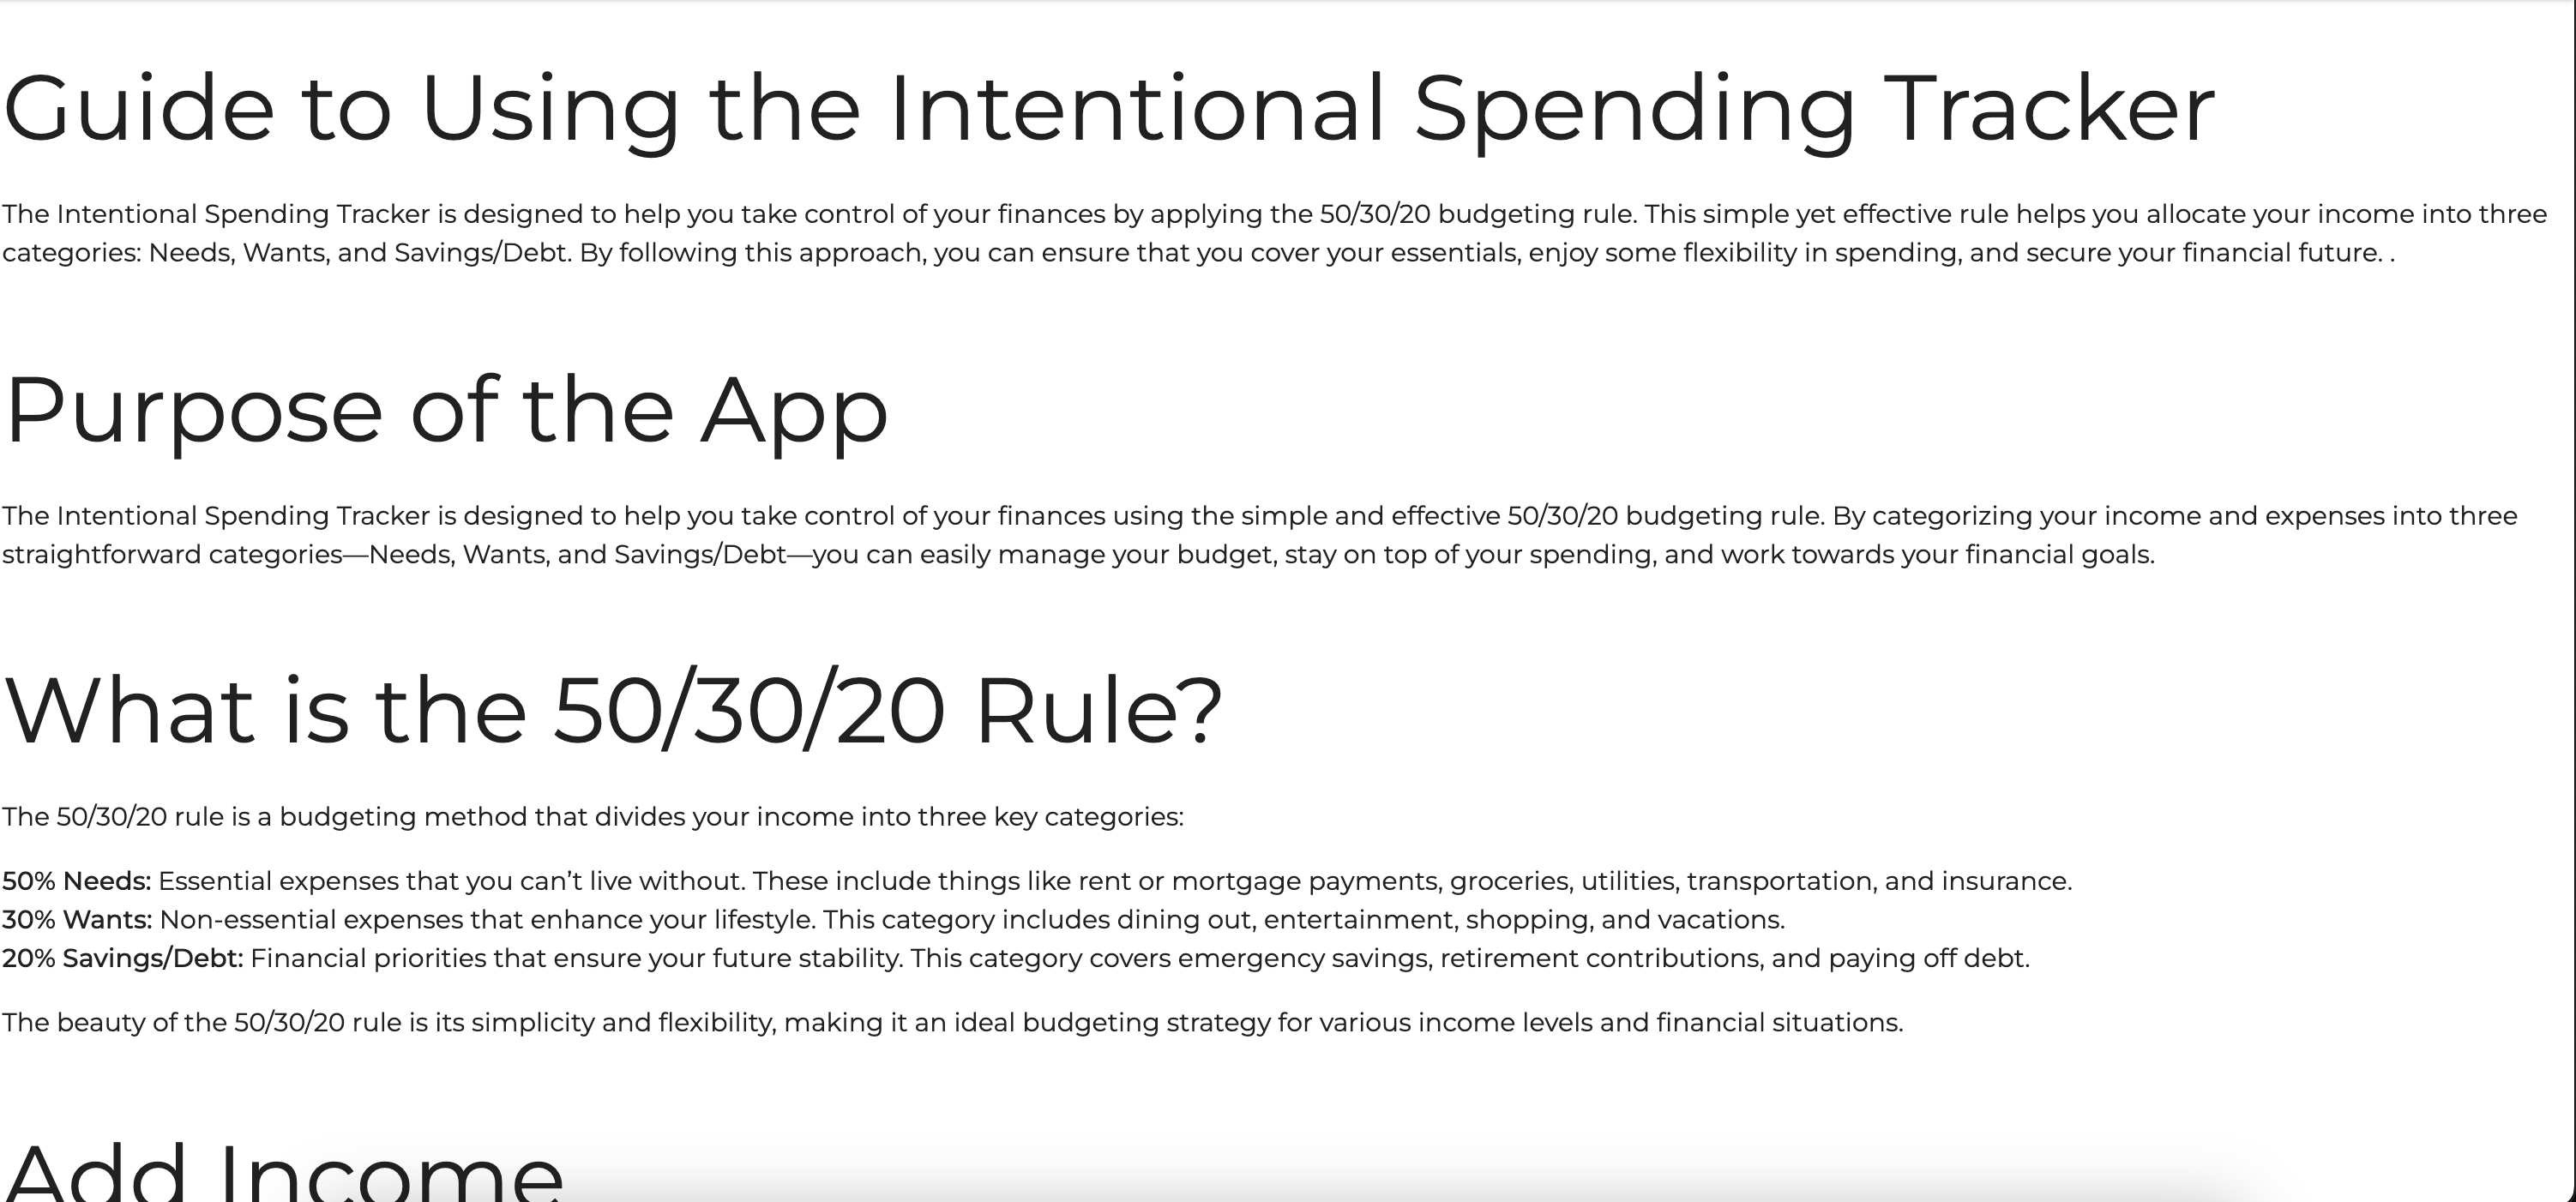 Guide to Using the Intentional Spending Tracker
The Intentional Spending Tracker is designed to help you take control of your finances by applying the 50/30/20 budgeting rule. This simple yet effective rule helps you allocate your income into three
categories: Needs, Wants, and Savings/Debt. By following this approach, you can ensure that you cover your essentials, enjoy some flexibility in spending, and secure your financial future. .
Purpose of the App
The Intentional Spending Tracker is designed to help you take control of your finances using the simple and effective 50/30/20 budgeting rule. By categorizing your income and expenses into three
straightforward categories—Needs, Wants, and Savings/Debt—you can easily manage your budget, stay on top of your spending, and work towards your financial goals.
What is the 50/30/20 Rule?
The 50/30/20 rule is a budgeting method that divides your income into three key categories:
50% Needs: Essential expenses that you can’t live without. These include things like rent or mortgage payments, groceries, utilities, transportation, and insurance.
30% Wants: Non-essential expenses that enhance your lifestyle. This category includes dining out, entertainment, shopping, and vacations.
20% Savings/Debt: Financial priorities that ensure your future stability. This category covers emergency savings, retirement contributions, and paying off debt.
The beauty of the 50/30/20 rule is its simplicity and flexibility, making it an ideal budgeting strategy for various income levels and financial situations.
Add Income